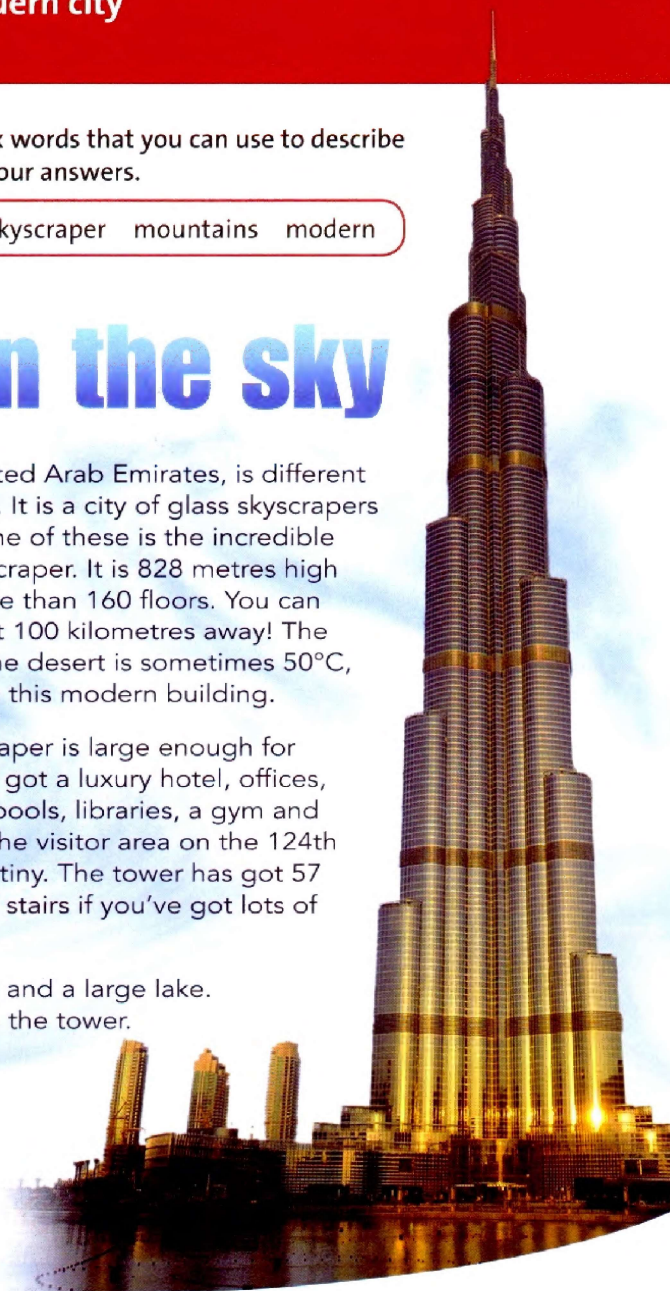 dern city
x words that you can use to describe
our answers.
kyscraper mountains modern
n the sky
ted Arab Emirates, is different
. It is a city of glass skyscrapers
ne of these is the incredible
craper. It is 828 metres high
e than 160 floors. You can
t 100 kilometres away! The
ne desert is sometimes 50°C,
this modern building.
aper is large enough for
got a luxury hotel, offices,
pools, libraries, a gym and
he visitor area on the 124th
tiny. The tower has got 57
stairs if you've got lots of
and a large lake.
the tower.